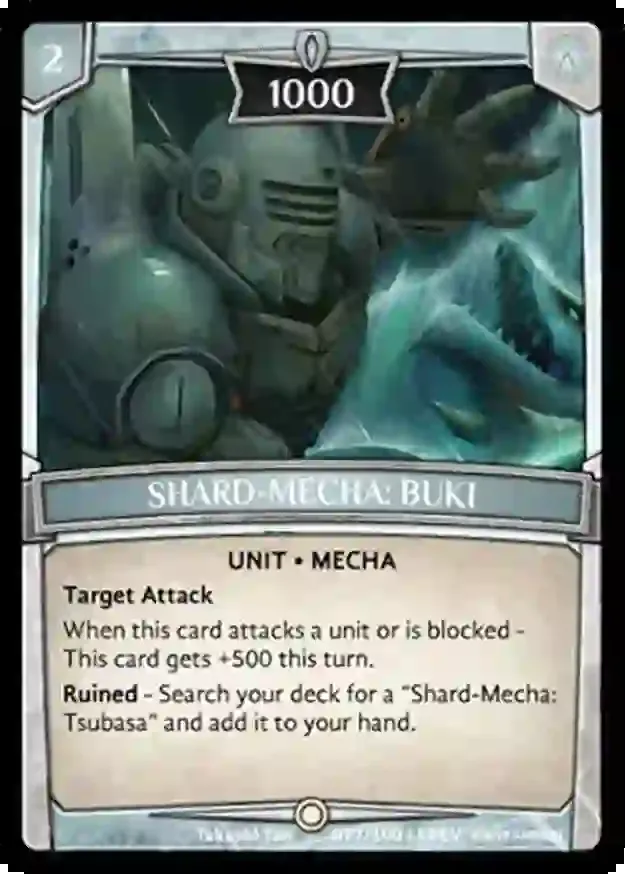 2
1000
SHARD-MECHA: BUKI
UNIT • MECHA
Target Attack
When this card attacks a unit or is blocked -
This card gets +500 this turn.
Ruined - Search your deck for a "Shard-Mecha:
Tsubasa" and add it to your hand.